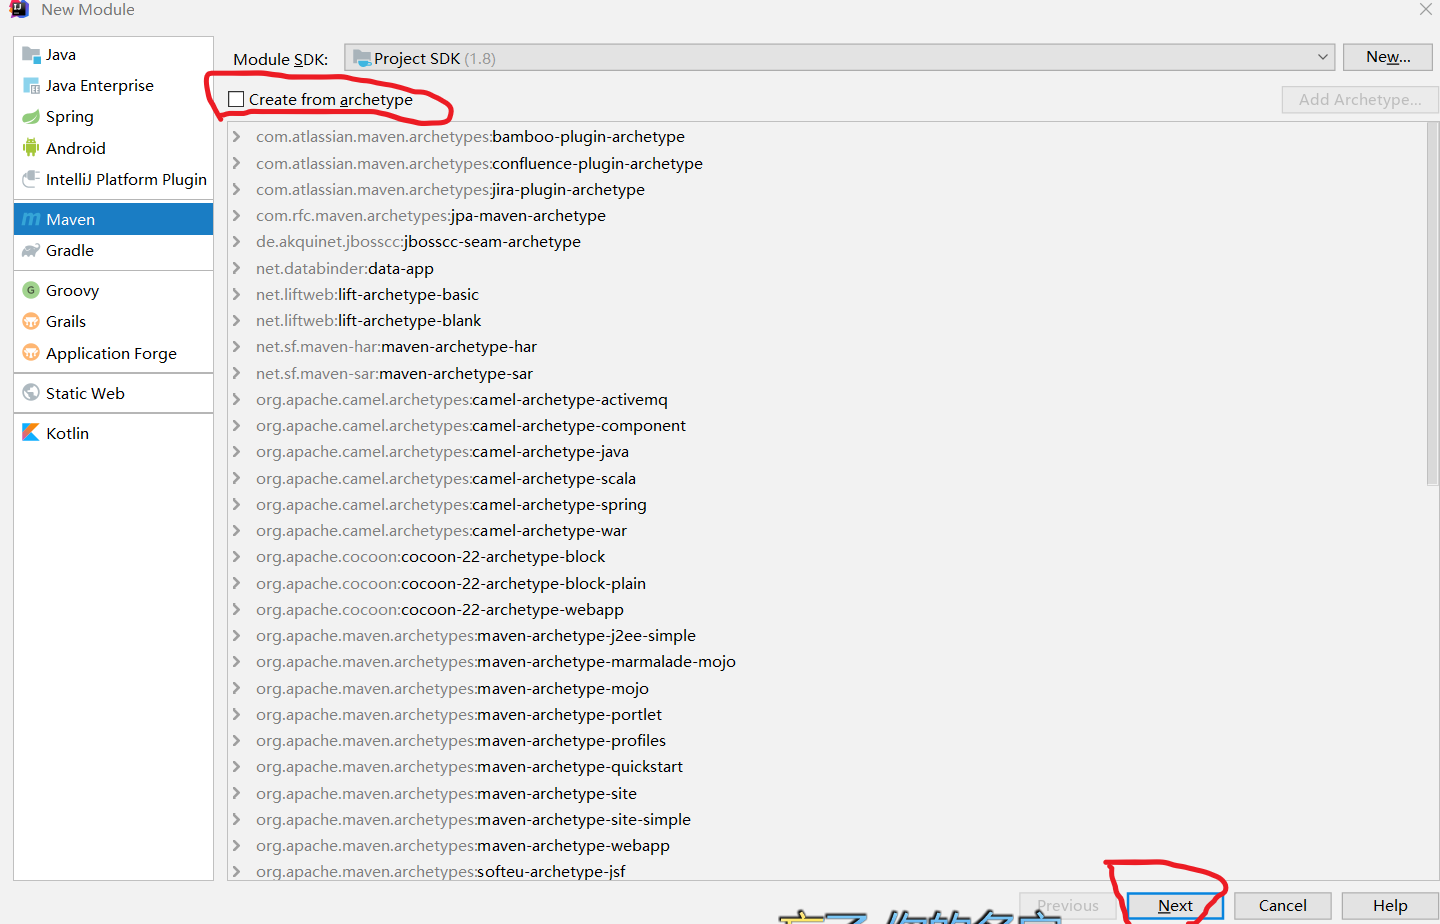 New Module
Java
Java Enterprise
Spring
Android
IntelliJ Platform Plugin
Maven
Gradle
Groovy
Grails
Application Forge
Static Web
Kotlin
Module SDK: Project SDK (1.8) New...
Create from archetype Add Archetype...
com.atlassian.maven.archetypes:bamboo-plugin-archetype
com.atlassian.maven.archetypes:confluence-plugin-archetype
com.atlassian.maven.archetypes:jira-plugin-archetype
com.rfc.maven.archetypes:jpa-maven-archetype
de.akquinet.jbosscc:jbosscc-seam-archetype
net.databinder:data-app
net.liftweb:lift-archetype-basic
net.liftweb:lift-archetype-blank
net.sf.maven-har:maven-archetype-har
net.sf.maven-sar:maven-archetype-sar
org.apache.camel.archetypes:camel-archetype-activemq
org.apache.camel.archetypes:camel-archetype-component
org.apache.camel.archetypes:camel-archetype-java
org.apache.camel.archetypes:camel-archetype-scala
org.apache.camel.archetypes:camel-archetype-spring
org.apache.camel.archetypes:camel-archetype-war
org.apache.cocoon:cocoon-22-archetype-block
org.apache.cocoon:cocoon-22-archetype-block-plain
org.apache.cocoon:cocoon-22-archetype-webapp
org.apache.maven.archetypes:maven-archetype-j2ee-simple
org.apache.maven.archetypes:maven-archetype-marmalade-mojo
org.apache.maven.archetypes:maven-archetype-mojo
org.apache.maven.archetypes:maven-archetype-portlet
org.apache.maven.archetypes:maven-archetype-profiles
org.apache.maven.archetypes:maven-archetype-quickstart
org.apache.maven.archetypes:maven-archetype-site
org.apache.maven.archetypes:maven-archetype-site-simple
org.apache.maven.archetypes:maven-archetype-webapp
org.apache.maven.archetypes:softeu-archetype-jsf
Previous Next Cancel Help